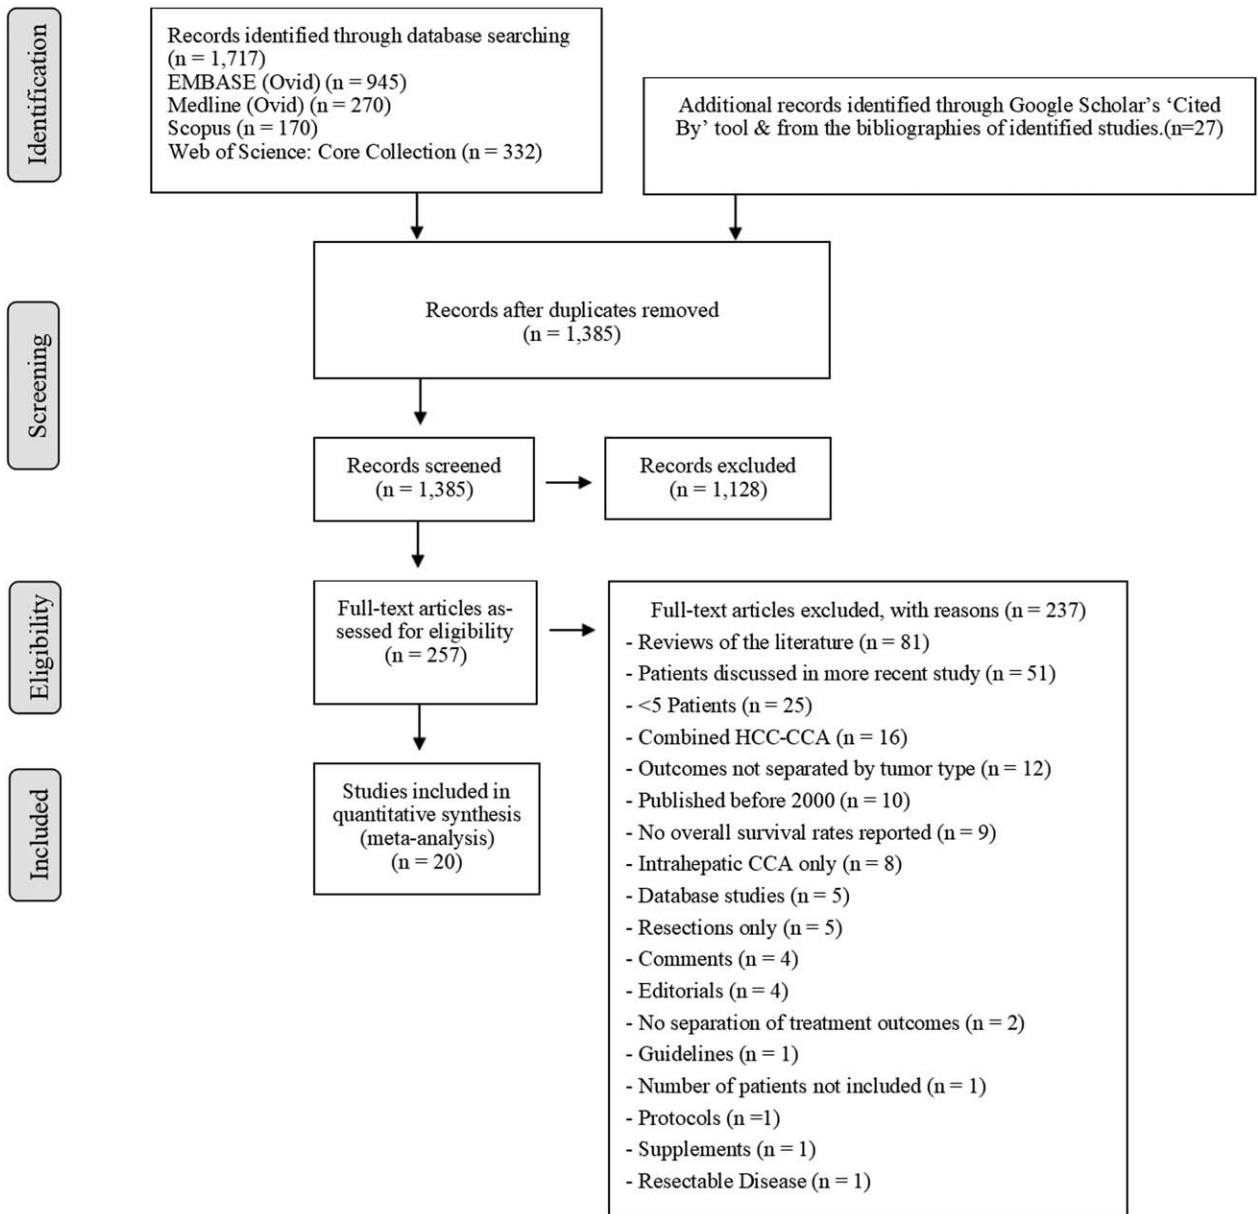 Identification
Records identified through database searching
(n = 1,717)
EMBASE (Ovid) (n = 945)
Medline (Ovid) (n = 270)
Scopus (n = 170)
Web of Science: Core Collection (n = 332)
Additional records identified through Google Scholar’s ‘Cited
By’ tool & from the bibliographies of identified studies.(n=27)
Screening
Records after duplicates removed
(n = 1,385)
Records screened
(n = 1,385)
Records excluded
(n = 1,128)
Eligibility
Full-text articles as-
sessed for eligibility
(n = 257)
Full-text articles excluded, with reasons (n = 237)
- Reviews of the literature (n = 81)
- Patients discussed in more recent study (n = 51)
- <5 Patients (n = 25)
- Combined HCC-CCA (n = 16)
- Outcomes not separated by tumor type (n = 12)
- Published before 2000 (n = 10)
- No overall survival rates reported (n = 9)
- Intrahepatic CCA only (n = 8)
- Database studies (n = 5)
- Resections only (n = 5)
- Comments (n = 4)
- Editorials (n = 4)
- No separation of treatment outcomes (n = 2)
- Guidelines (n = 1)
- Number of patients not included (n = 1)
- Protocols (n =1)
- Supplements (n = 1)
- Resectable Disease (n = 1)
Included
Studies included in
quantitative synthesis
(meta-analysis)
(n = 20)